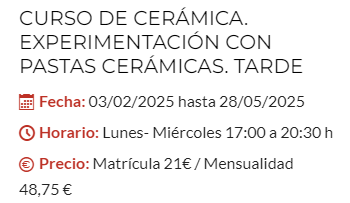 CURSO DE CERÁMICA.
EXPERIMENTACIÓN CON
PASTAS CERÁMICAS. TARDE
Fecha: 03/02/2025 hasta 28/05/2025
Horario: Lunes- Miércoles 17:00 a 20:30 h
Precio: Matrícula 21€ / Mensualidad
48,75 €